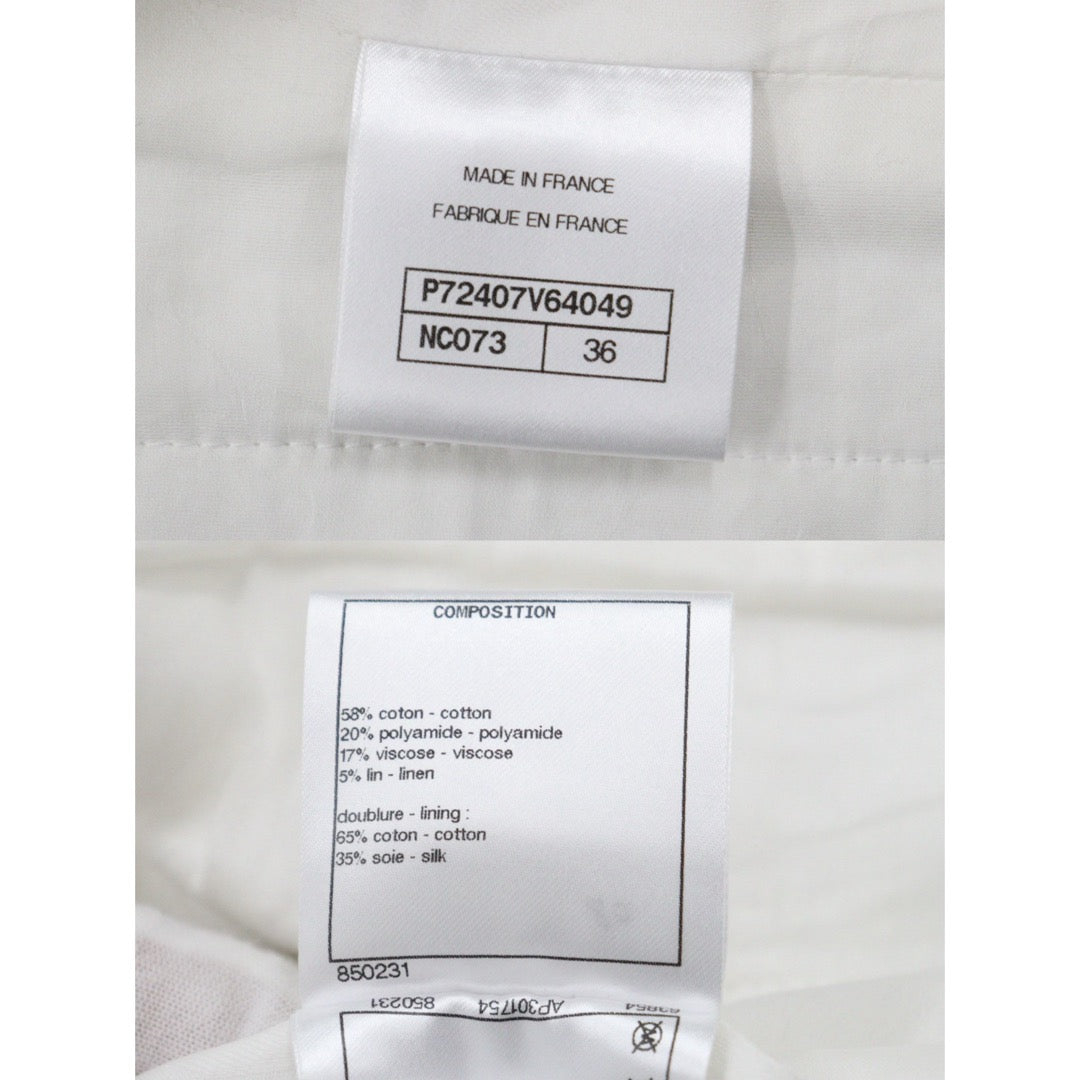 MADE IN FRANCE
FABRIQUE EN FRANCE
P72407V64049
NC073 36
COMPOSITION
58% coton - cotton
20% polyamide - polyamide
17% viscose - viscose
5% lin - linen
doublure - lining :
65% coton - cotton
35% soie - silk
850231
850231 AP301754